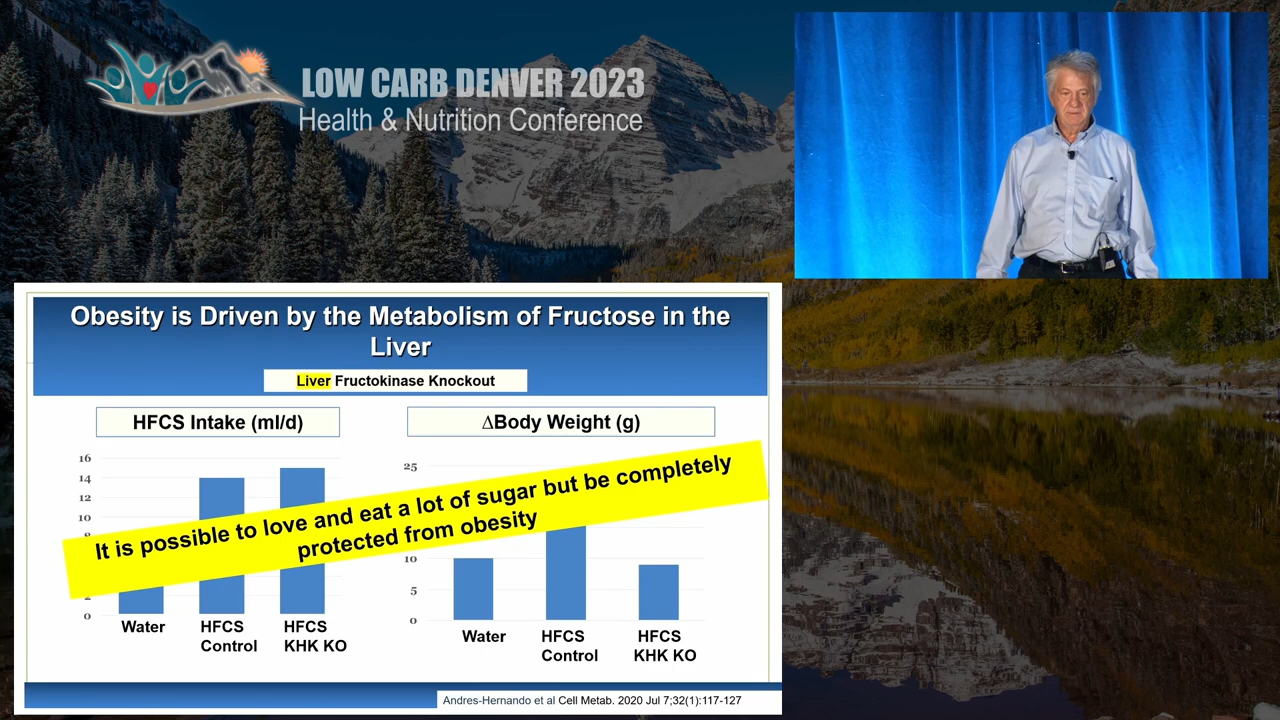 LOW CARB DENVER 2023
Health & Nutrition Conference
Obesity is Driven by the Metabolism of Fructose in the
Liver
Liver Fructokinase Knockout
HFCS Intake (ml/d)
16
14
12
10
0
Water
HFCS
Control
HFCS
KHK KO
∆Body Weight (g)
25
10
5
0
Water
HFCS
Control
HFCS
KHK KO
It is possible to love and eat a lot of sugar but be completely
protected from obesity
Andres-Hernando et al Cell Metab. 2020 Jul 7;32(1):117-127